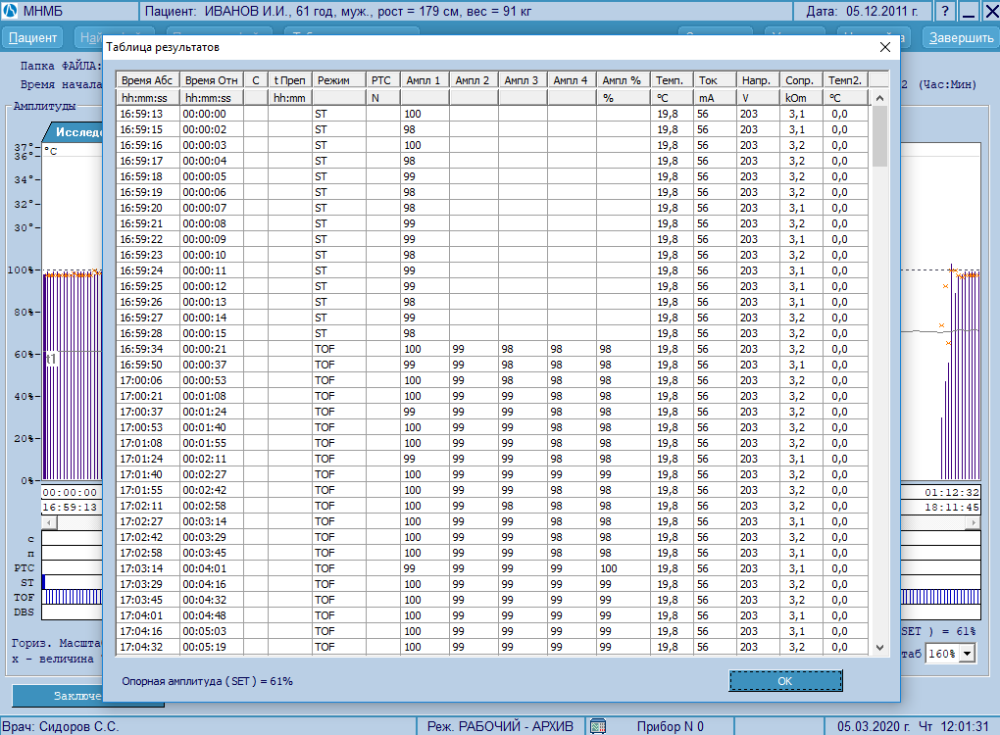 МНМБ Пациент: ИВАНОВ И.И., 61 год, муж., рост = 179 см, вес = 91 кг Дата: 05.12.2011 г. ?
Пациент Завершить
Таблица результатов
Папка ФАЙЛА:
Время начала 2 (Час:Мин)
Амплитуды
Исследо
37°
36°
34°
32°
30°
°C
100%
80%
60%
40%
20%
0%
t1
00:00:00 01:12:32
16:59:13 18:11:45
с
п
PTC
ST
TOF
DBS
Время Абс Время Отн С t Преп Режим PTC Ампл 1 Ампл 2 Ампл 3 Ампл 4 Ампл % Темп. Ток Напр. Сопр. Темп2.
hh:mm:ss hh:mm:ss hh:mm N % °C mA V kOm °C
16:59:13 00:00:00 ST 100 19,8 56 203 3,1 0,0
16:59:15 00:00:02 ST 98 19,8 56 203 3,1 0,0
16:59:16 00:00:03 ST 100 19,8 56 203 3,2 0,0
16:59:17 00:00:04 ST 98 19,8 56 203 3,2 0,0
16:59:18 00:00:05 ST 99 19,8 56 203 3,2 0,0
16:59:19 00:00:06 ST 98 19,8 56 203 3,2 0,0
16:59:20 00:00:07 ST 98 19,8 56 203 3,1 0,0
16:59:21 00:00:08 ST 99 19,8 56 203 3,2 0,0
16:59:22 00:00:09 ST 99 19,8 56 203 3,1 0,0
16:59:23 00:00:10 ST 98 19,8 56 203 3,2 0,0
16:59:24 00:00:11 ST 99 19,8 56 203 3,1 0,0
16:59:25 00:00:12 ST 99 19,8 56 203 3,1 0,0
16:59:26 00:00:13 ST 98 19,8 56 203 3,1 0,0
16:59:27 00:00:14 ST 99 19,8 56 203 3,2 0,0
16:59:28 00:00:15 ST 98 19,8 56 203 3,2 0,0
16:59:34 00:00:21 TOF 100 99 98 98 98 19,8 56 203 3,2 0,0
16:59:50 00:00:37 TOF 99 99 98 98 98 19,8 56 203 3,1 0,0
17:00:06 00:00:53 TOF 100 99 98 98 98 19,8 56 203 3,2 0,0
17:00:21 00:01:08 TOF 100 99 99 98 98 19,8 56 203 3,2 0,0
17:00:37 00:01:24 TOF 99 99 99 98 98 19,8 56 203 3,2 0,0
17:00:53 00:01:40 TOF 100 99 99 98 98 19,8 56 203 3,2 0,0
17:01:08 00:01:55 TOF 100 99 99 98 98 19,8 56 203 3,2 0,0
17:01:24 00:02:11 TOF 99 99 99 98 98 19,8 56 203 3,1 0,0
17:01:40 00:02:27 TOF 100 99 99 98 98 19,8 56 203 3,2 0,0
17:01:55 00:02:42 TOF 100 99 99 98 98 19,8 56 203 3,2 0,0
17:02:11 00:02:58 TOF 100 99 98 98 98 19,8 56 203 3,2 0,0
17:02:27 00:03:14 TOF 100 99 99 98 98 19,8 56 203 3,1 0,0
17:02:42 00:03:29 TOF 100 99 99 98 98 19,8 56 203 3,2 0,0
17:02:58 00:03:45 TOF 100 99 99 98 98 19,8 56 203 3,1 0,0
17:03:14 00:04:01 TOF 99 99 99 99 100 19,8 56 203 3,1 0,0
17:03:29 00:04:16 TOF 100 99 99 99 99 19,8 56 203 3,2 0,0
17:03:45 00:04:32 TOF 100 99 99 99 99 19,8 56 203 3,2 0,0
17:04:01 00:04:48 TOF 100 99 99 99 99 19,8 56 203 3,1 0,0
17:04:16 00:05:03 TOF 100 99 99 99 99 19,8 56 203 3,1 0,0
17:04:32 00:05:19 TOF 100 99 99 99 99 19,8 56 203 3,2 0,0
SET ) = 61%
Гориз. Масшта таб 160%
х - величина
Опорная амплитуда ( SET ) = 61% OK
Заключе
Врач: Сидоров С.С. Реж. РАБОЧИЙ - АРХИВ Прибор N 0 05.03.2020 г. Чт 12:01:31